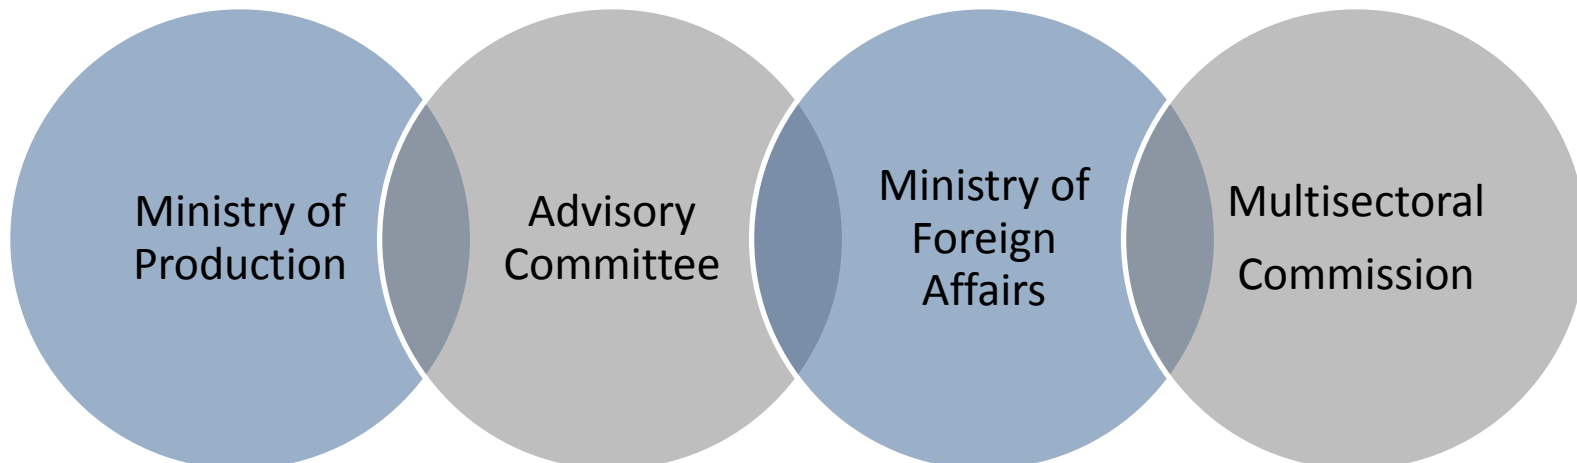 Ministry of
Production
Advisory
Committee
Ministry of
Foreign
Affairs
Multisectoral
Commission